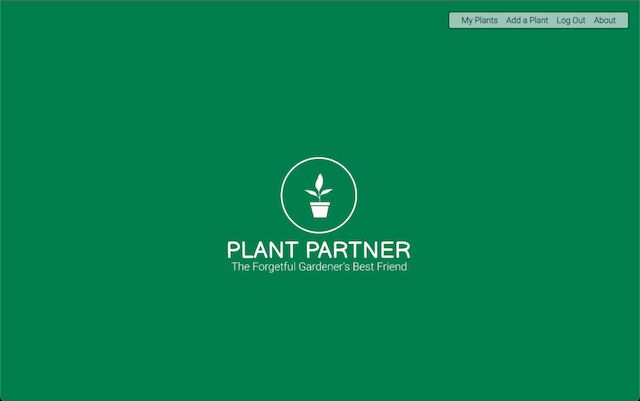 My Plants Add a Plant Log Out About
PLANT PARTNER
The Forgetful Gardener's Best Friend